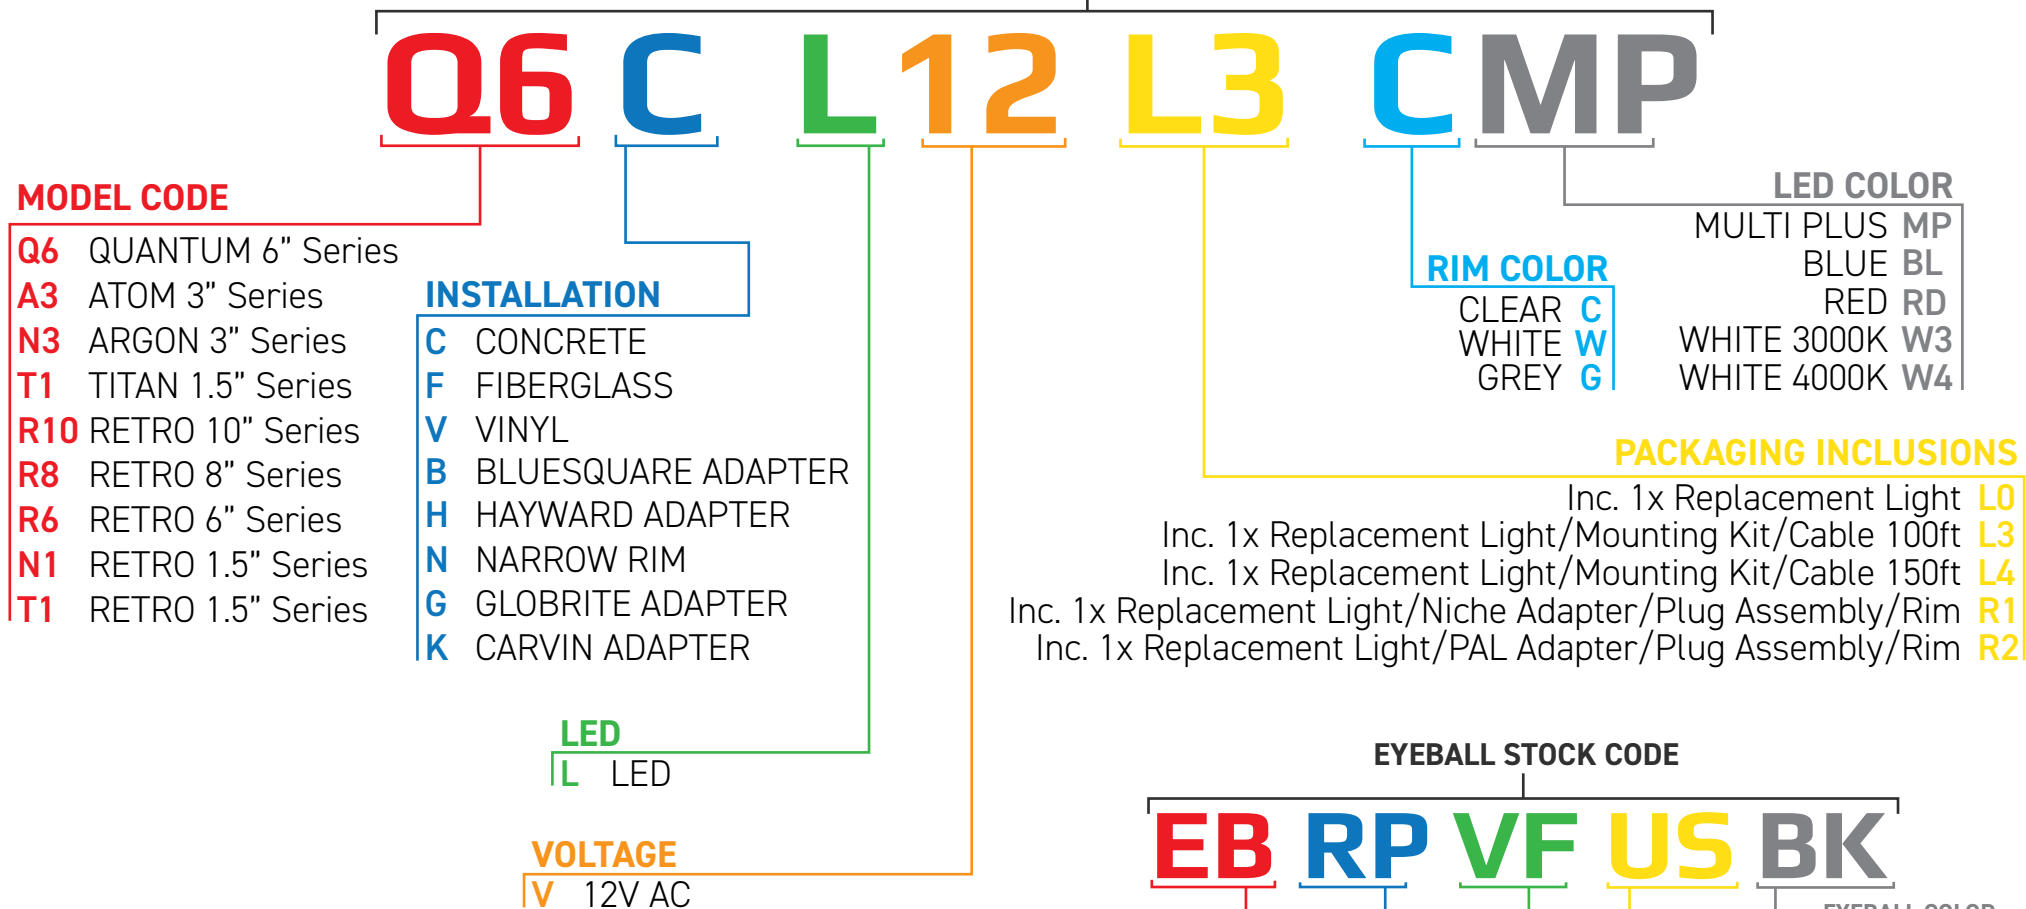 Q6 C L 12 L3 C MP
MODEL CODE
Q6 QUANTUM 6” Series
A3 ATOM 3” Series
N3 ARGON 3” Series
T1 TITAN 1.5” Series
R10 RETRO 10” Series
R8 RETRO 8” Series
R6 RETRO 6” Series
N1 RETRO 1.5” Series
T1 RETRO 1.5” Series
INSTALLATION
C CONCRETE
F FIBERGLASS
V VINYL
B BLUESQUARE ADAPTER
H HAYWARD ADAPTER
N NARROW RIM
G GLOBRITE ADAPTER
K CARVIN ADAPTER
LED
L LED
VOLTAGE
V 12V AC
RIM COLOR
CLEAR C
WHITE W
GREY G
LED COLOR
MULTI PLUS MP
BLUE BL
RED RD
WHITE 3000K W3
WHITE 4000K W4
PACKAGING INCLUSIONS
Inc. 1x Replacement Light L0
Inc. 1x Replacement Light/Mounting Kit/Cable 100ft L3
Inc. 1x Replacement Light/Mounting Kit/Cable 150ft L4
Inc. 1x Replacement Light/Niche Adapter/Plug Assembly/Rim R1
Inc. 1x Replacement Light/PAL Adapter/Plug Assembly/Rim R2
EYEBALL STOCK CODE
EB RP VF US BK
EYEBALL COLOR